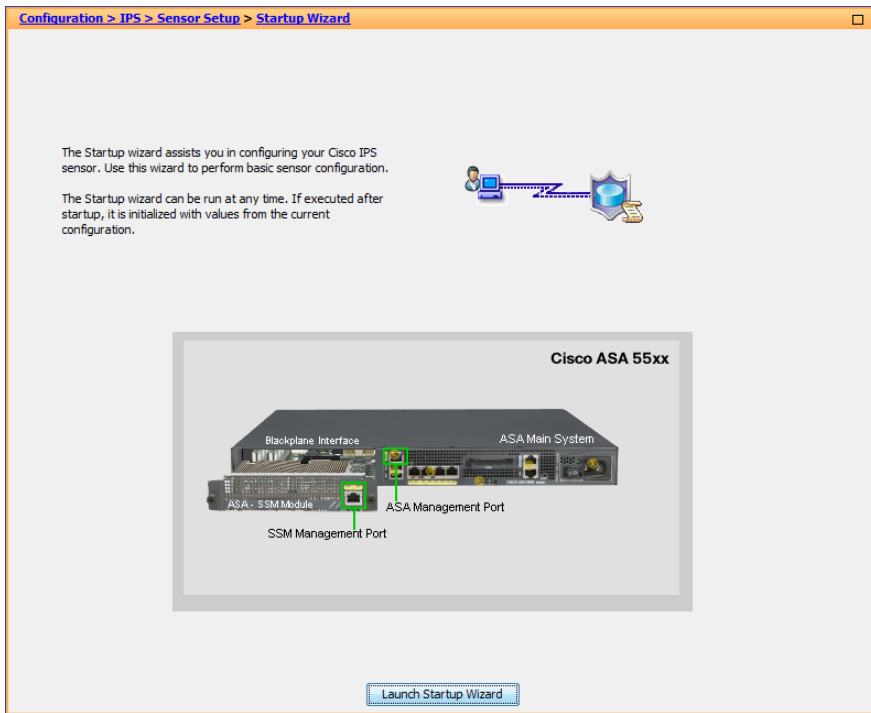 Configuration > IPS > Sensor Setup > Startup Wizard
The Startup wizard assists you in configuring your Cisco IPS
sensor. Use this wizard to perform basic sensor configuration.
The Startup wizard can be run at any time. If executed after
startup, it is initialized with values from the current
configuration.
Cisco ASA 55xx
Blackplane Interface
ASA Main System
ASA - SSM Module
ASA Management Port
SSM Management Port
Launch Startup Wizard